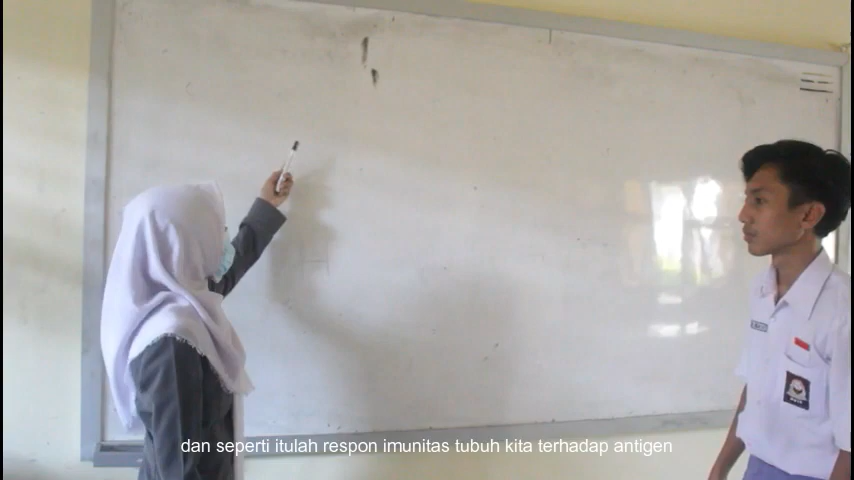 dan seperti itulah respon imunitas tubuh kita terhadap antigen